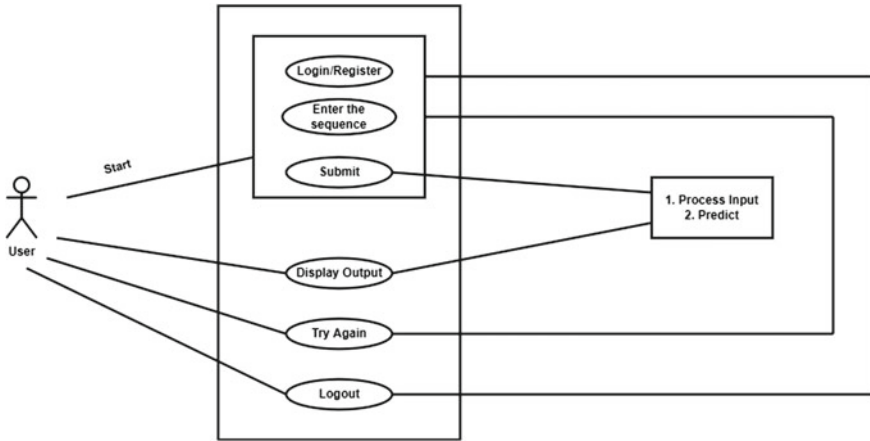 Login/Register
Enter the
sequence
Start
Submit
1. Process Input
2. Predict
User
Display Output
Try Again
Logout